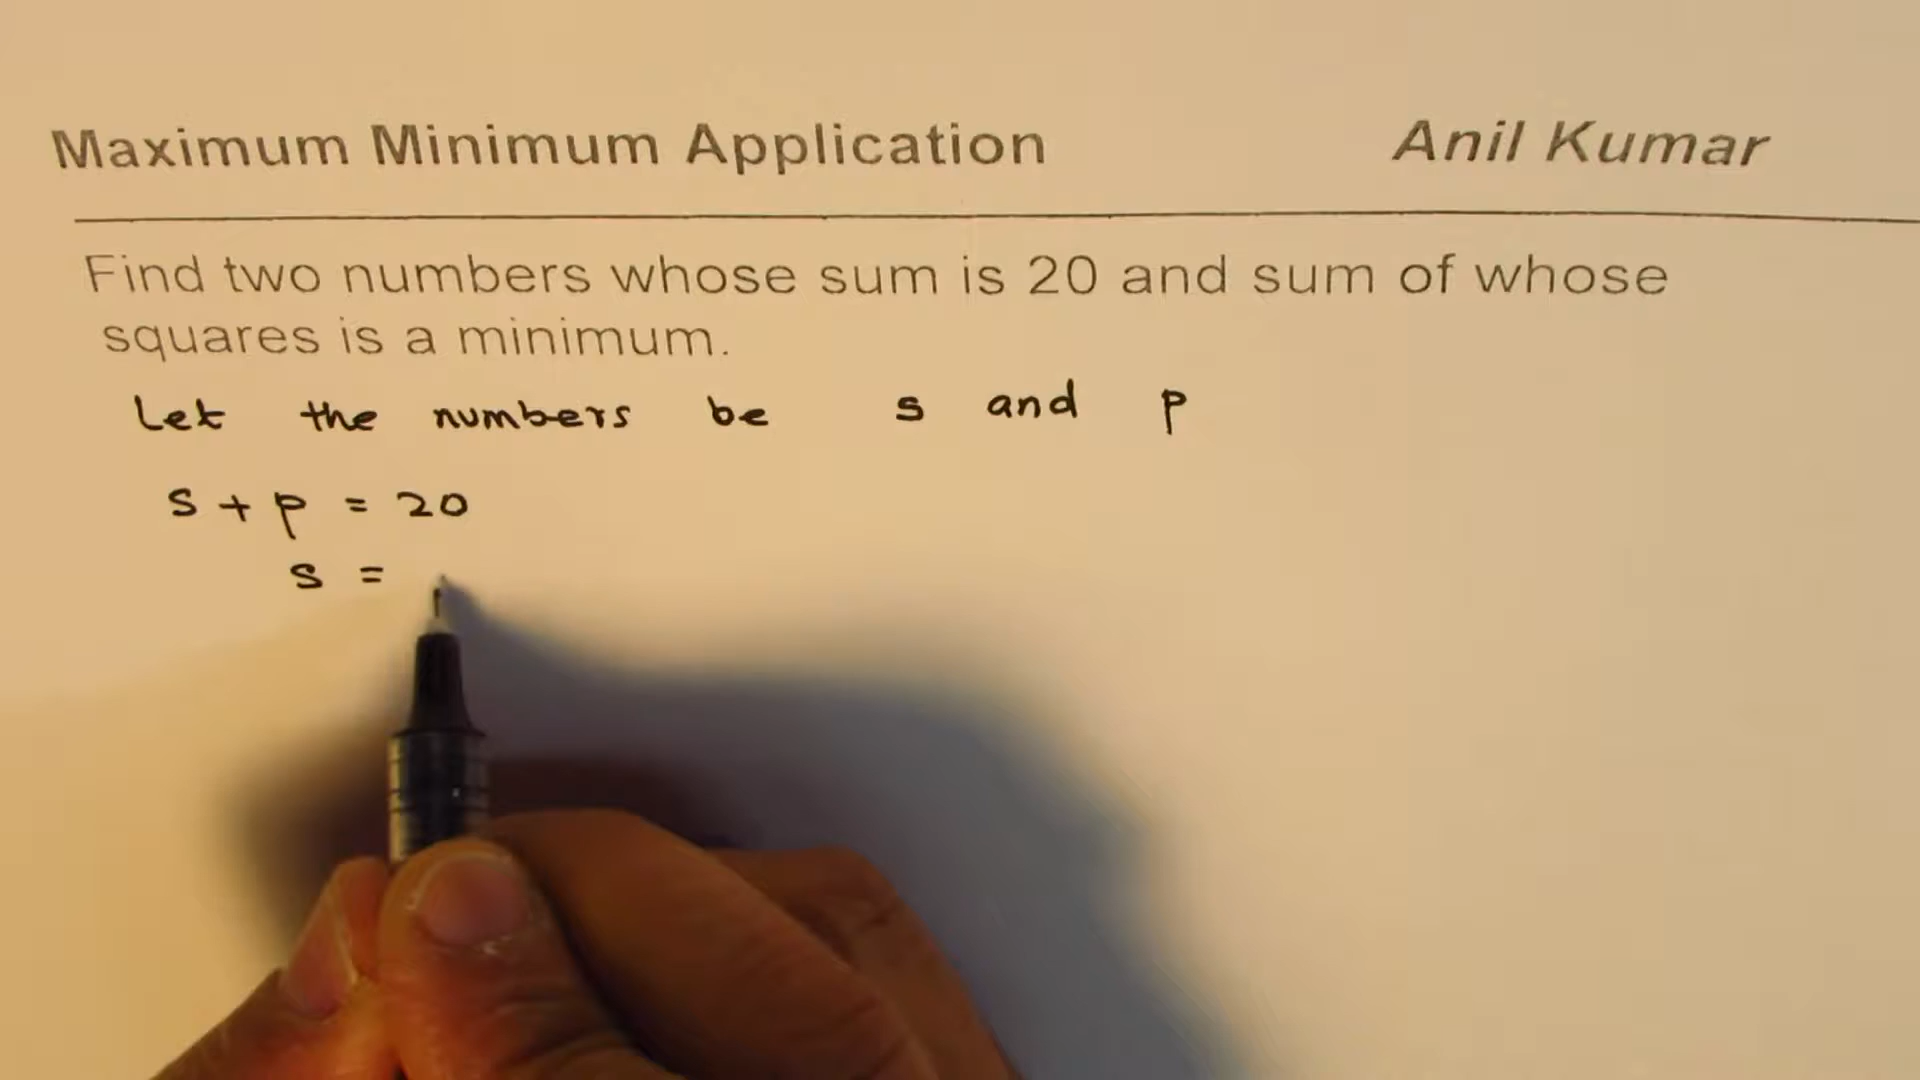 Maximum Minimum Application Anil Kumar
Find two numbers whose sum is 20 and sum of whose
squares is a minimum.
Let the numbers be s and p
s + p = 20
s =